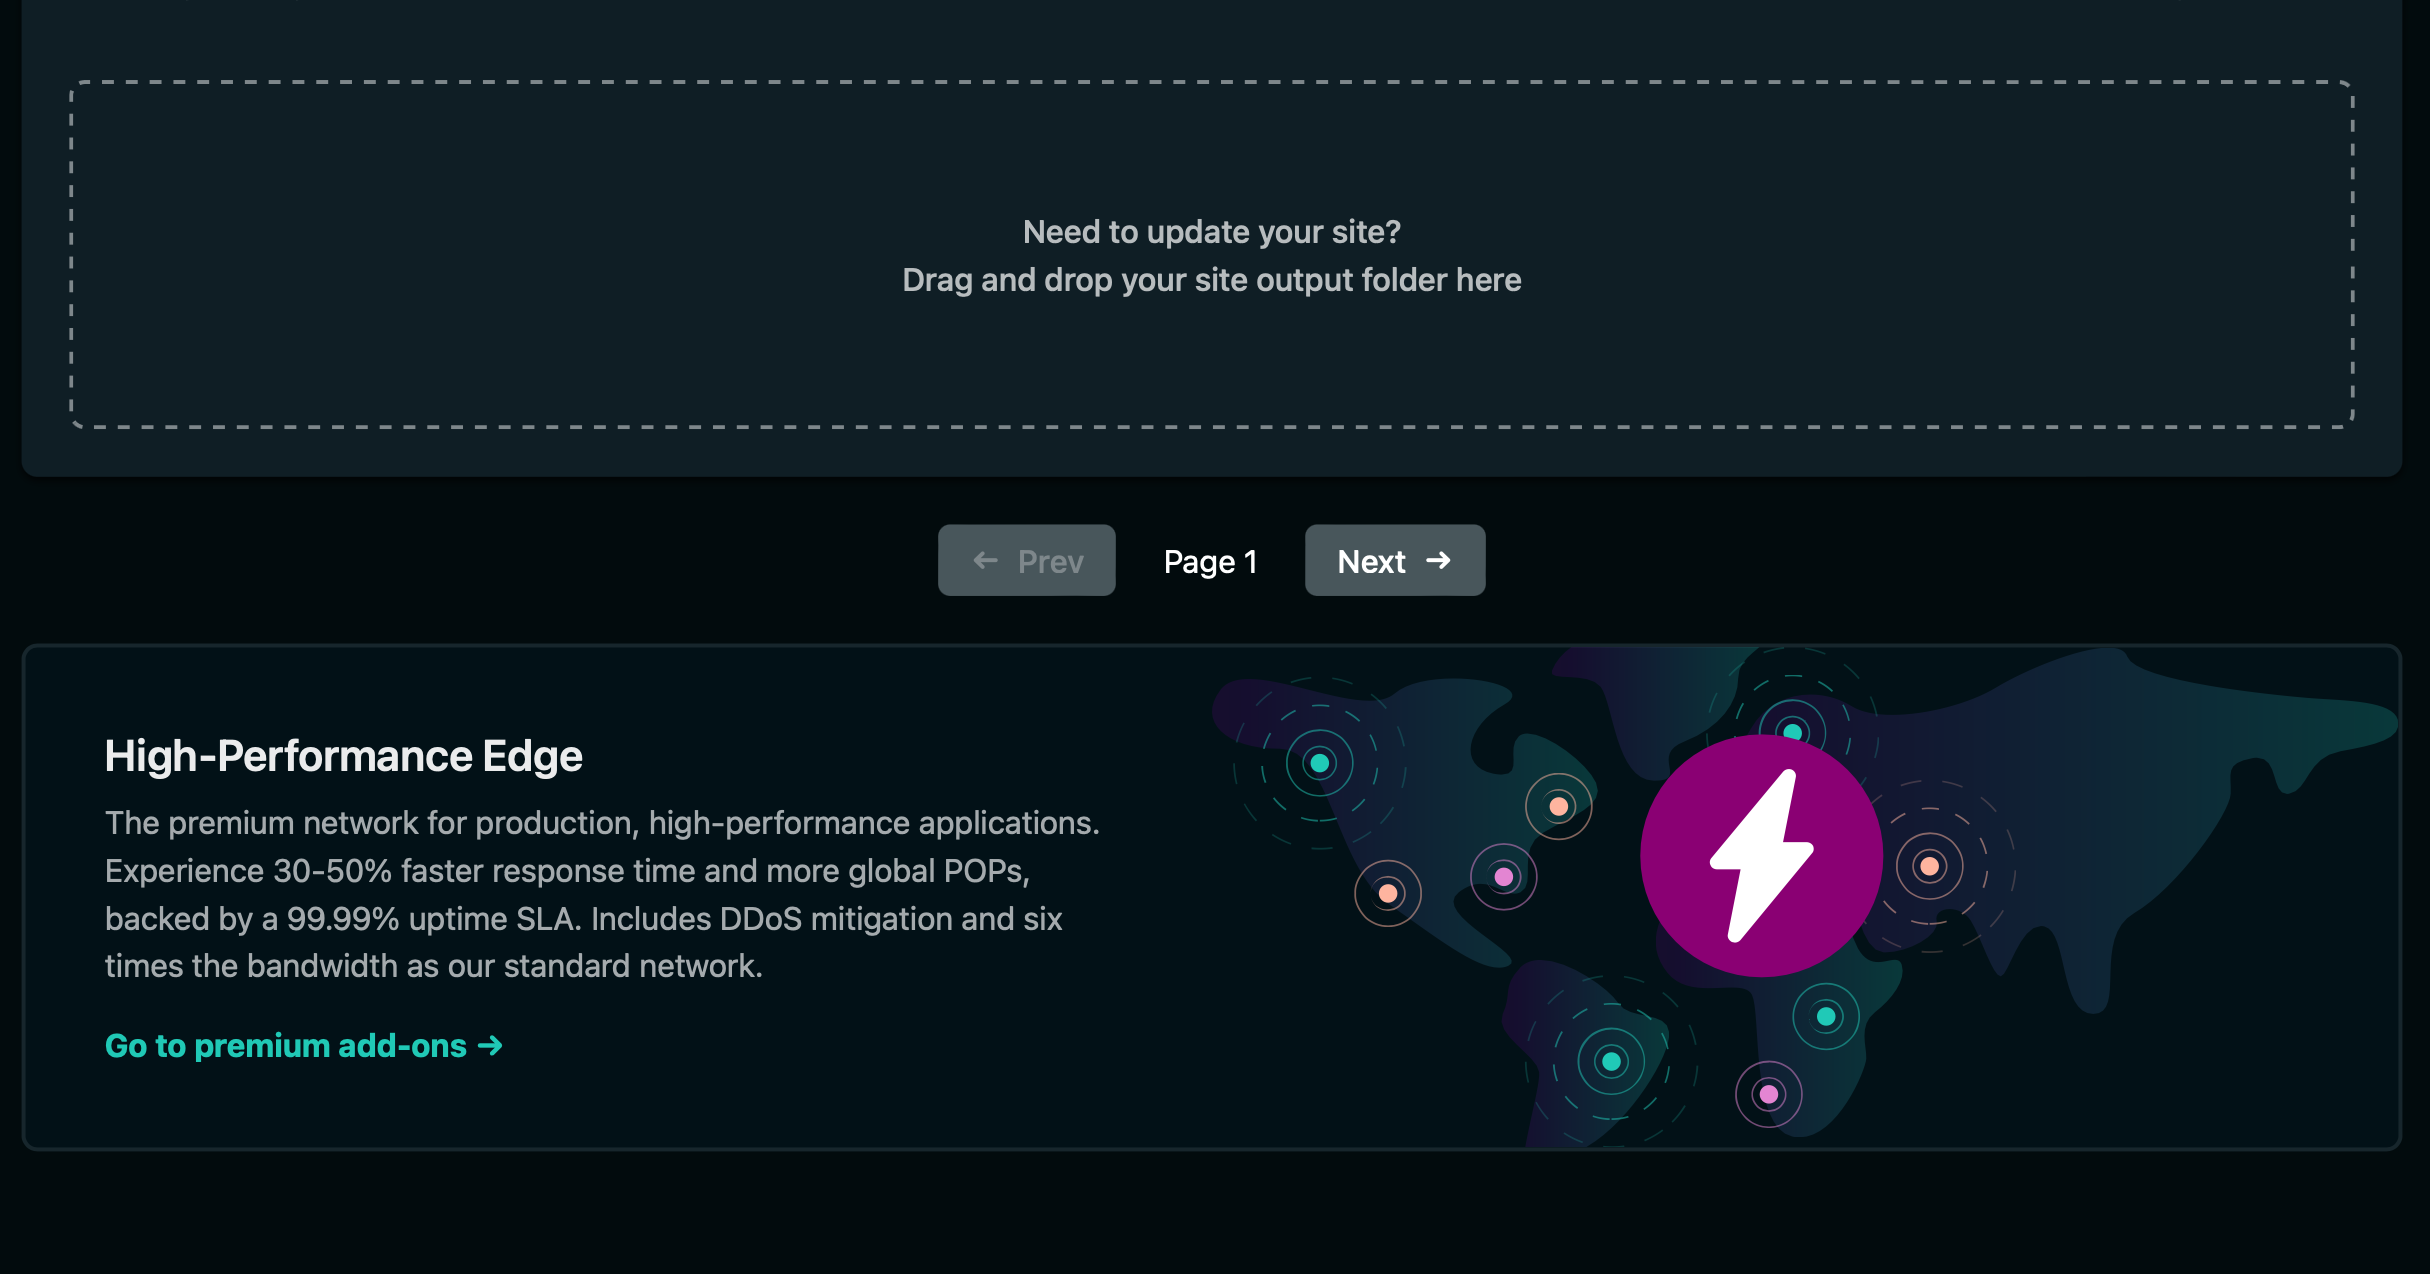 Need to update your site?
Drag and drop your site output folder here
← Prev
Page 1
Next →
High-Performance Edge
The premium network for production, high-performance applications.
Experience 30-50% faster response time and more global POPs,
backed by a 99.99% uptime SLA. Includes DDoS mitigation and six
times the bandwidth as our standard network.
Go to premium add-ons →